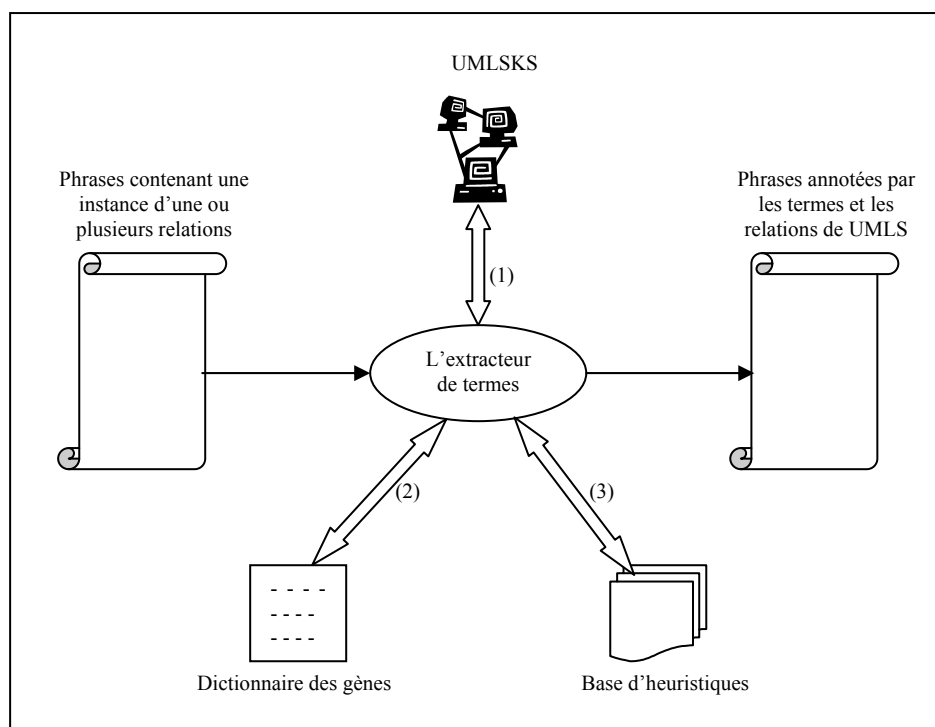 UMLSKS
Phrases contenant une
instance d’une ou
plusieurs relations
Phrases annotées par
les termes et les
relations de UMLS
(1)
L’extracteur
de termes
(2)
(3)
Dictionnaire des gènes
Base d’heuristiques